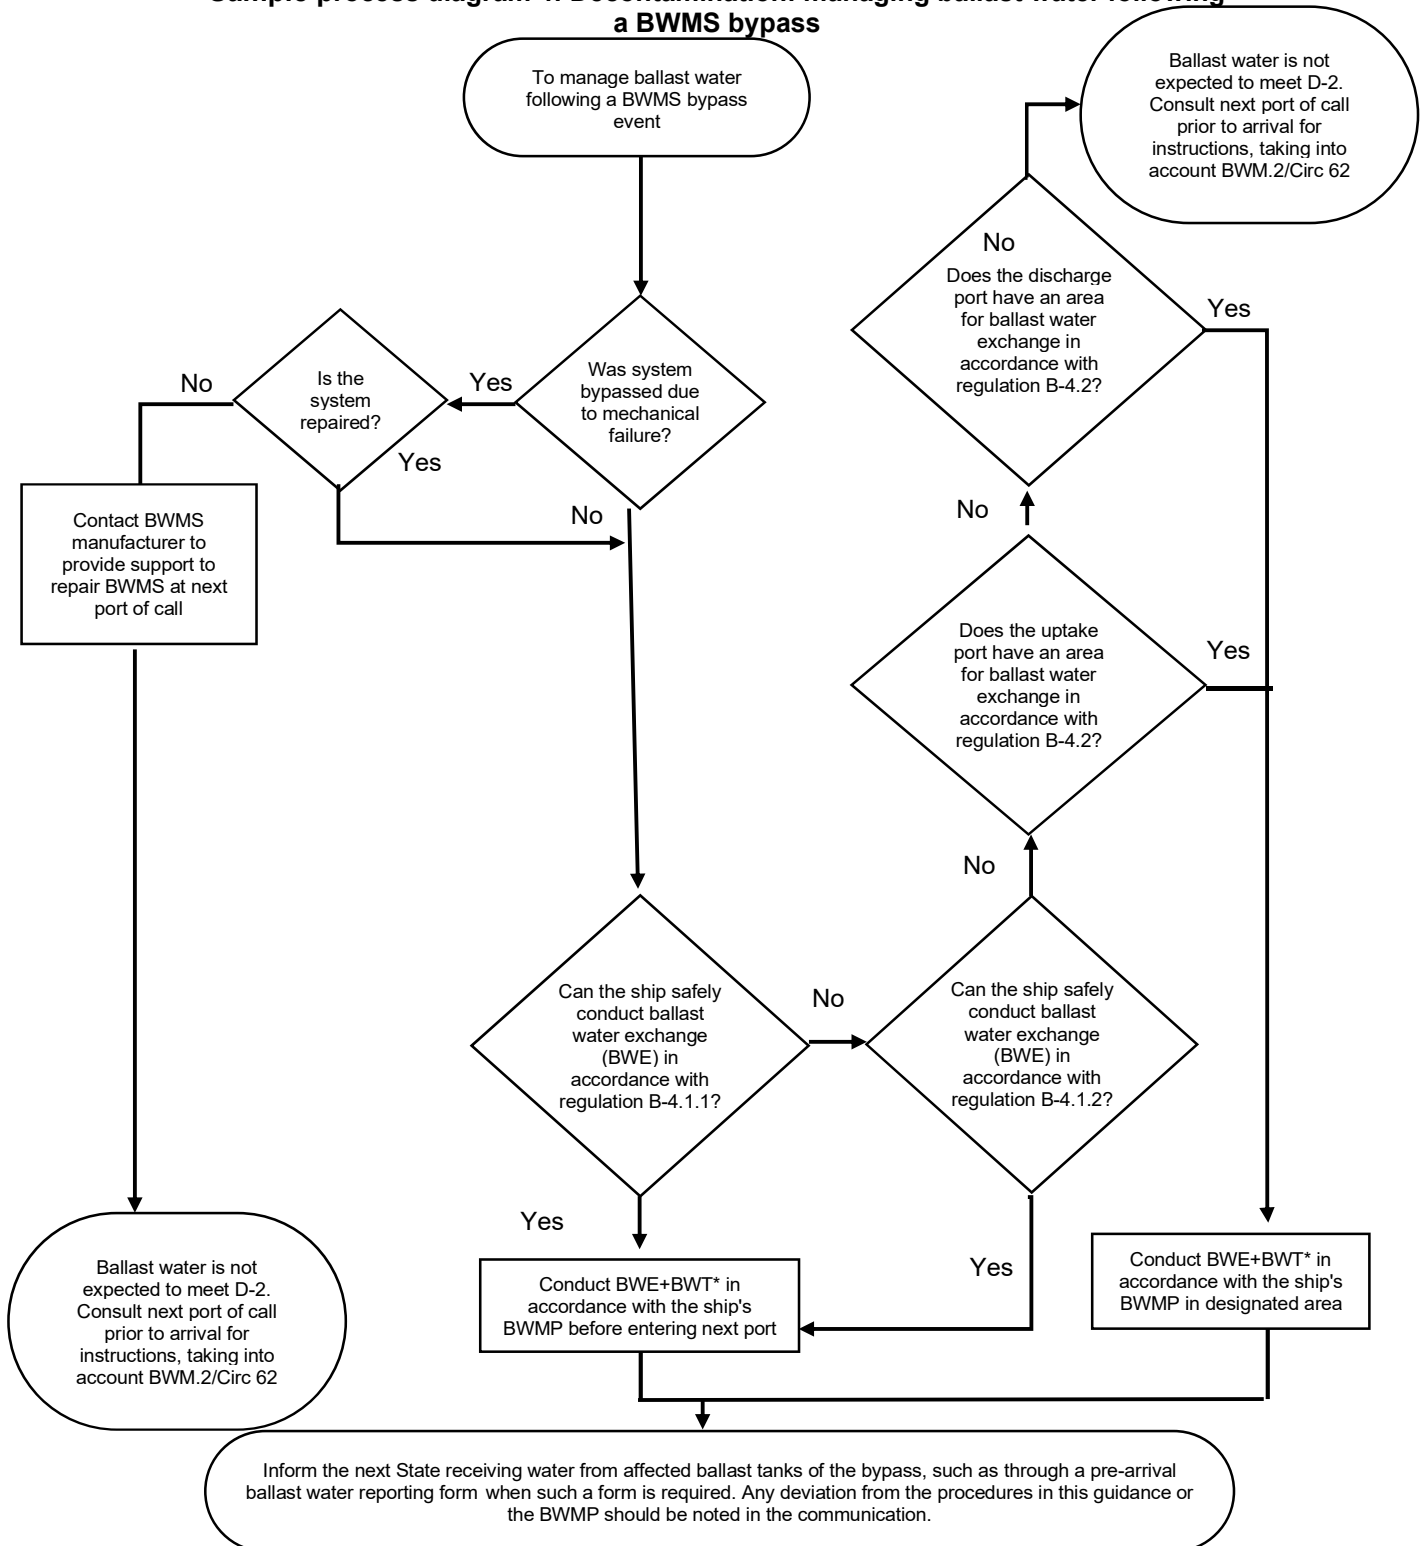 Sample process diagram 1: Decontamination: managing ballast water following
a BWMS bypass
To manage ballast water
following a BWMS bypass
event
Ballast water is not
expected to meet D-2.
Consult next port of call
prior to arrival for
instructions, taking into
account BWM.2/Circ 62
No
Does the discharge
port have an area
for ballast water
exchange in
accordance with
regulation B-4.2?
Yes
Was system
bypassed due
to mechanical
failure?
Yes
Is the
system
repaired?
No
Yes
No
Contact BWMS
manufacturer to
provide support to
repair BWMS at next
port of call
No
Does the uptake
port have an area
for ballast water
exchange in
accordance with
regulation B-4.2?
Yes
No
Can the ship safely
conduct ballast
water exchange
(BWE) in
accordance with
regulation B-4.1.1?
No
Can the ship safely
conduct ballast
water exchange
(BWE) in
accordance with
regulation B-4.1.2?
Yes
Yes
Conduct BWE+BWT* in
accordance with the ship's
BWMP before entering next port
Conduct BWE+BWT* in
accordance with the ship's
BWMP in designated area
Ballast water is not
expected to meet D-2.
Consult next port of call
prior to arrival for
instructions, taking into
account BWM.2/Circ 62
Inform the next State receiving water from affected ballast tanks of the bypass, such as through a pre-arrival
ballast water reporting form when such a form is required. Any deviation from the procedures in this guidance or
the BWMP should be noted in the communication.